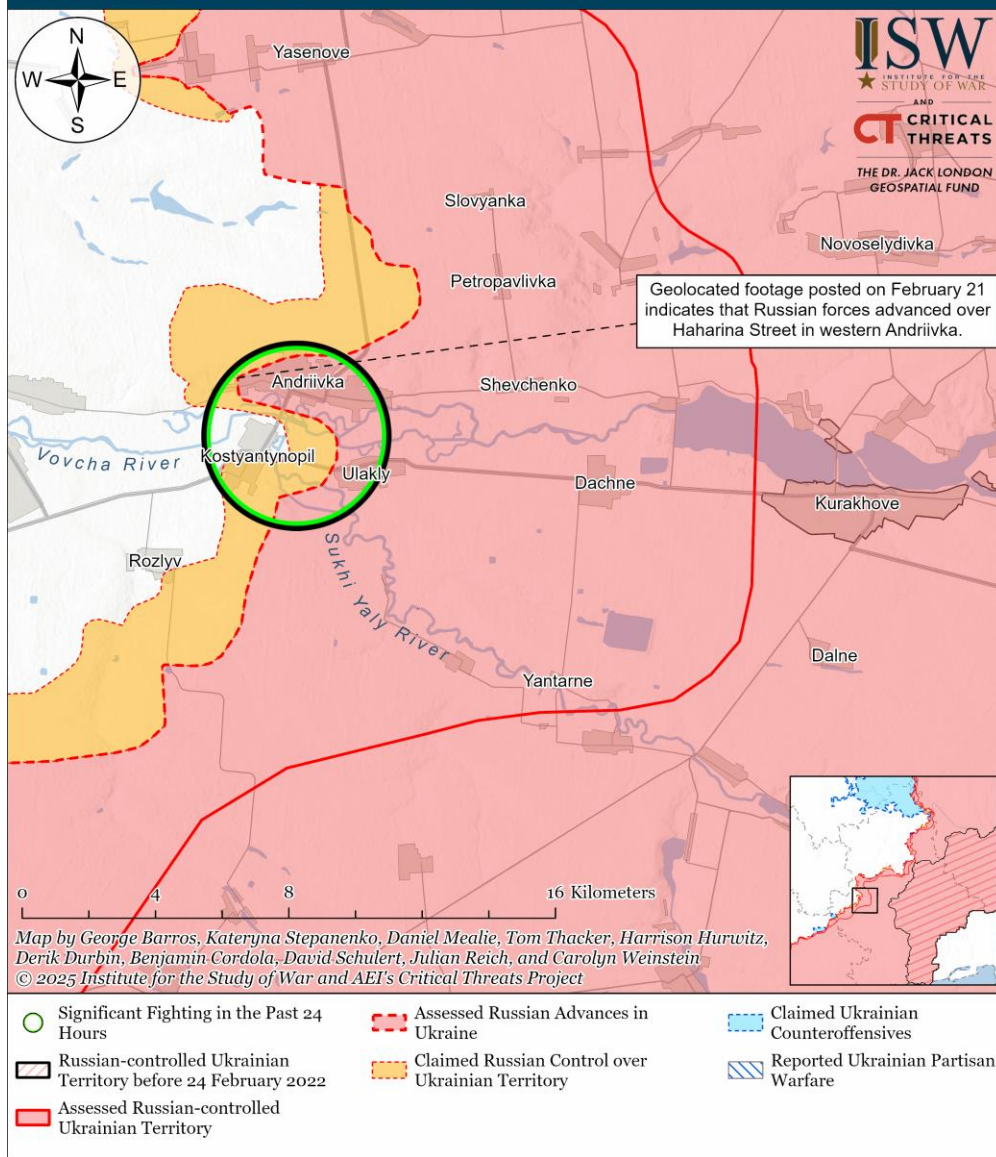 N
W
E
S
ISW
INSTITUTE FOR THE
STUDY OF WAR
AND
CT CRITICAL
THREATS
THE DR. JACK LONDON
GEOSPATIAL FUND
Yasenove
Slovyanka
Novoselydivka
Petropavlivka
Geolocated footage posted on February 21
indicates that Russian forces advanced over
Haharina Street in western Andriivka.
Andriivka
Shevchenko
Vovcha River
Kostyantynopil
Ulakly
Dachne
Kurakhove
Rozlyv
Sukhi Yaly River
Dalne
Yantarne
0 4 8 16 Kilometers
Map by George Barros, Kateryna Stepanenko, Daniel Mealie, Tom Thacker, Harrison Hurwitz,
Derik Durbin, Benjamin Cordola, David Schulert, Julian Reich, and Carolyn Weinstein
© 2025 Institute for the Study of War and AEI's Critical Threats Project
Significant Fighting in the Past 24
Hours
Russian-controlled Ukrainian
Territory before 24 February 2022
Assessed Russian-controlled
Ukrainian Territory
Assessed Russian Advances in
Ukraine
Claimed Russian Control over
Ukrainian Territory
Claimed Ukrainian
Counteroffensives
Reported Ukrainian Partisan
Warfare